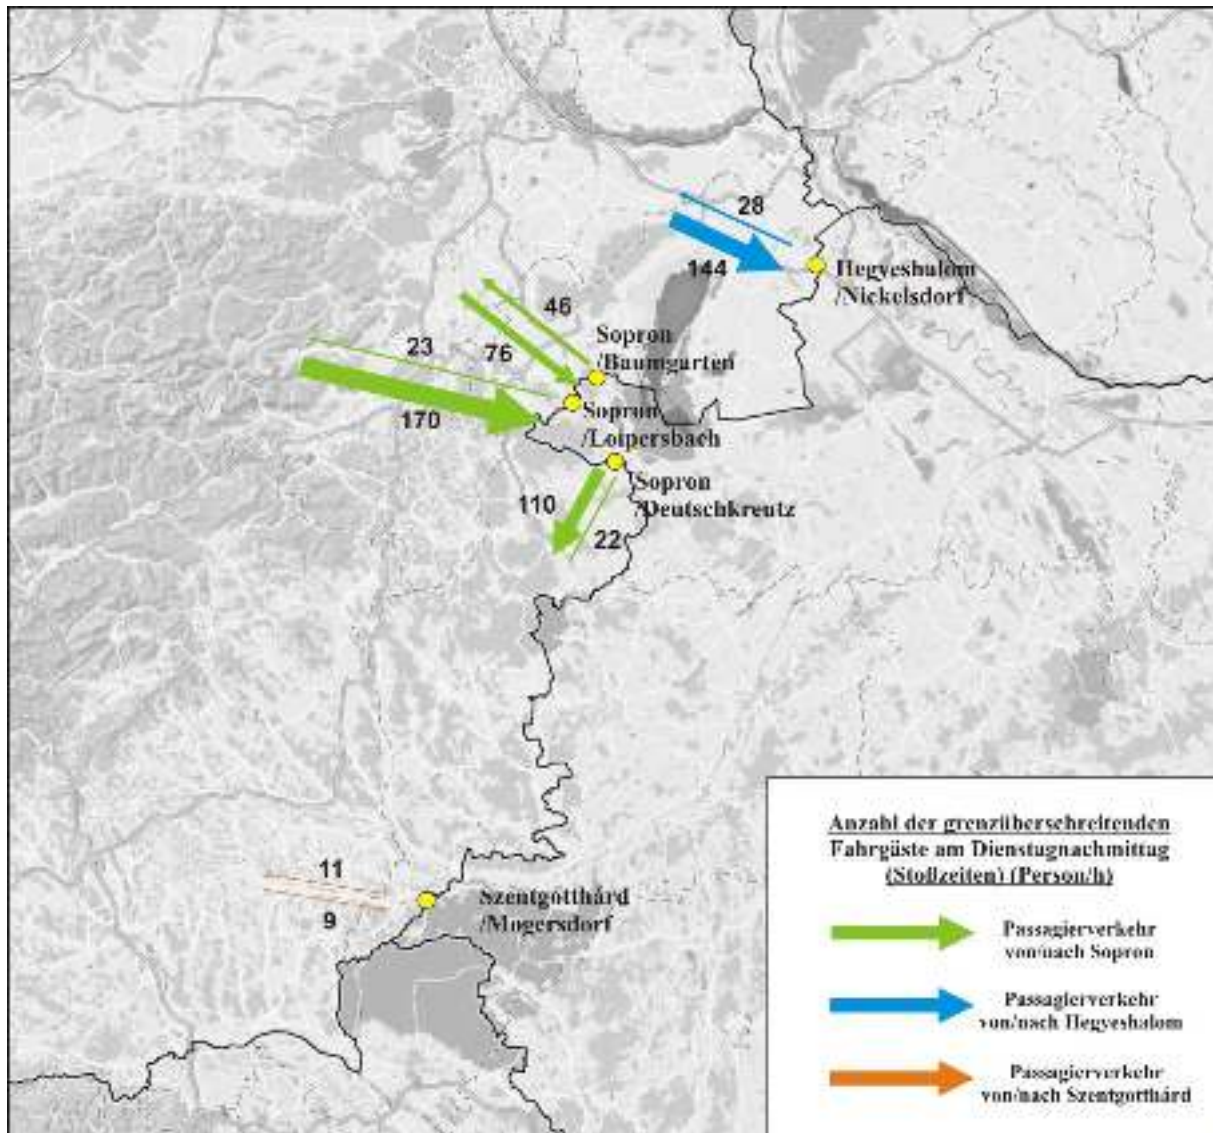 28
144
Hegyeshalom
/Nickelsdorf
46
76
Sopron
/Baumgarten
23
170
Sopron
/Loipersbach
Sopron
/Deutschkreutz
110
22
11
9
Szentgotthárd
/Mogersdorf
Anzahl der grenzüberschreitenden
Fahrgäste am Dienstagnachmittag
(Stoßzeiten) (Person/h)
Passagierverkehr
von/nach Sopron
Passagierverkehr
von/nach Hegyeshalom
Passagierverkehr
von/nach Szentgotthárd